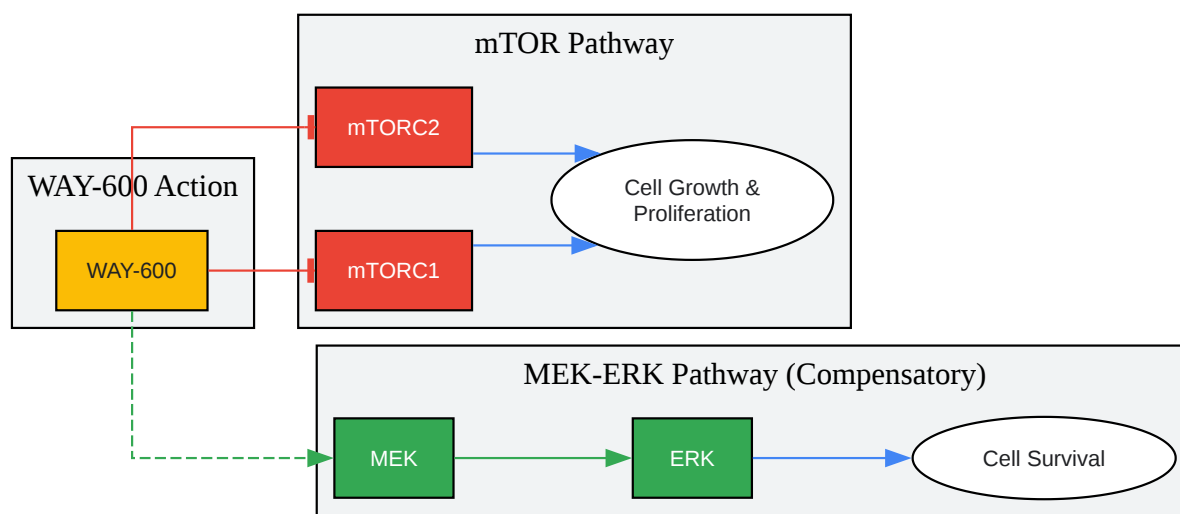 mTOR Pathway
mTORC2
WAY-600 Action
Cell Growth &
Proliferation
WAY-600
mTORC1
MEK-ERK Pathway (Compensatory)
MEK
ERK
Cell Survival